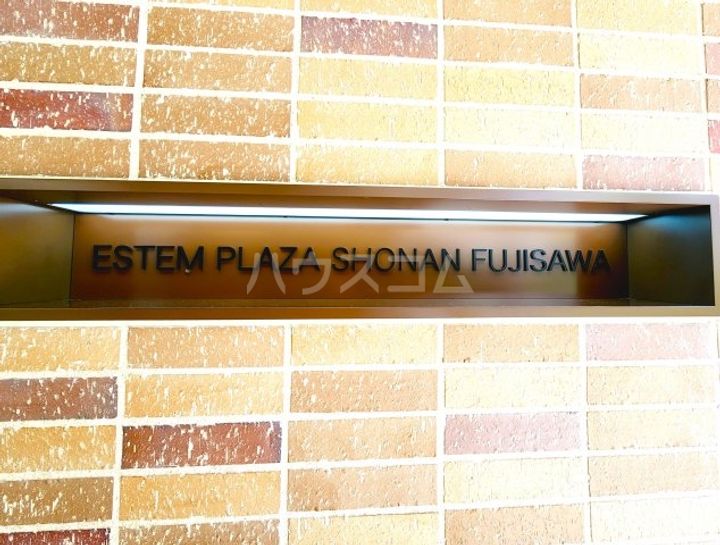 ESTEM PLAZA SHONAN FUJISAWA
ハウスコム